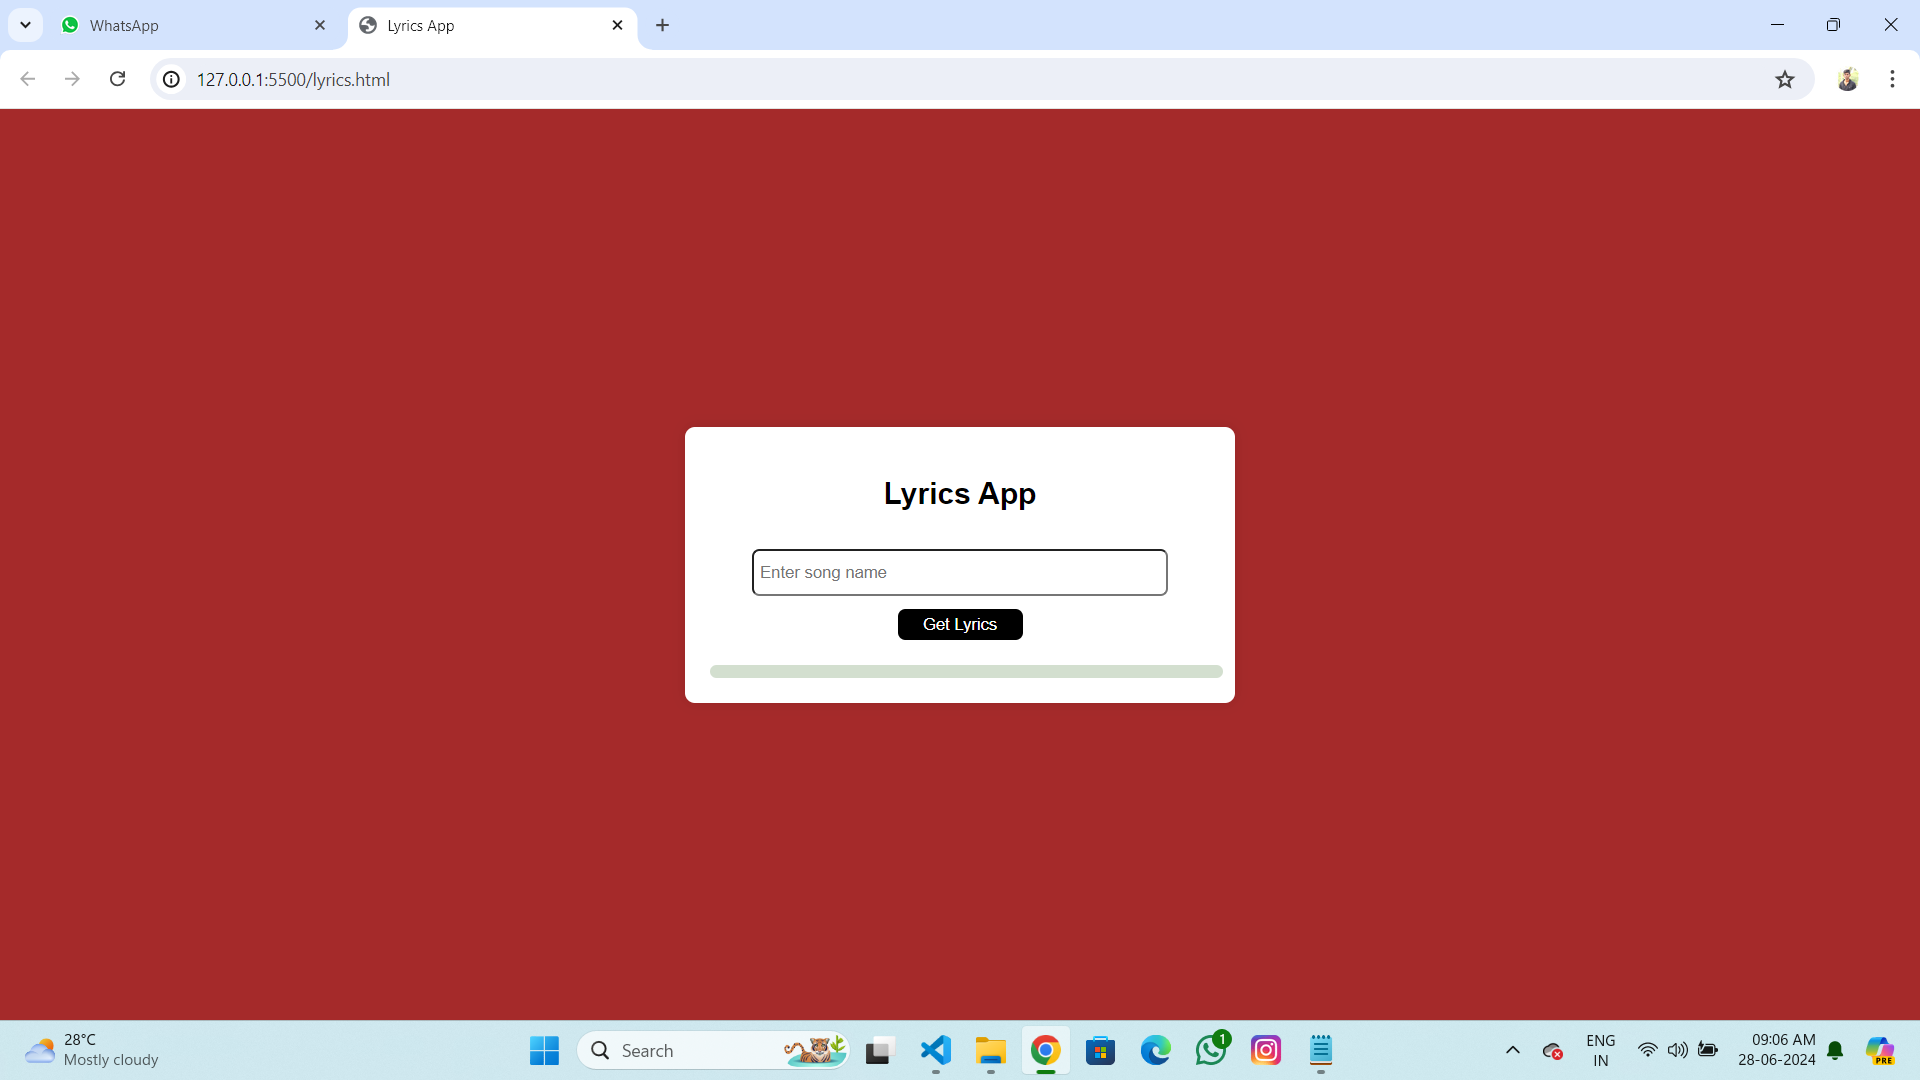 WhatsApp
Lyrics App
127.0.0.1:5500/lyrics.html
Lyrics App
Enter song name
Get Lyrics
28°C
Mostly cloudy
Search
1
ENG
IN
09:06 AM
28-06-2024
PRE